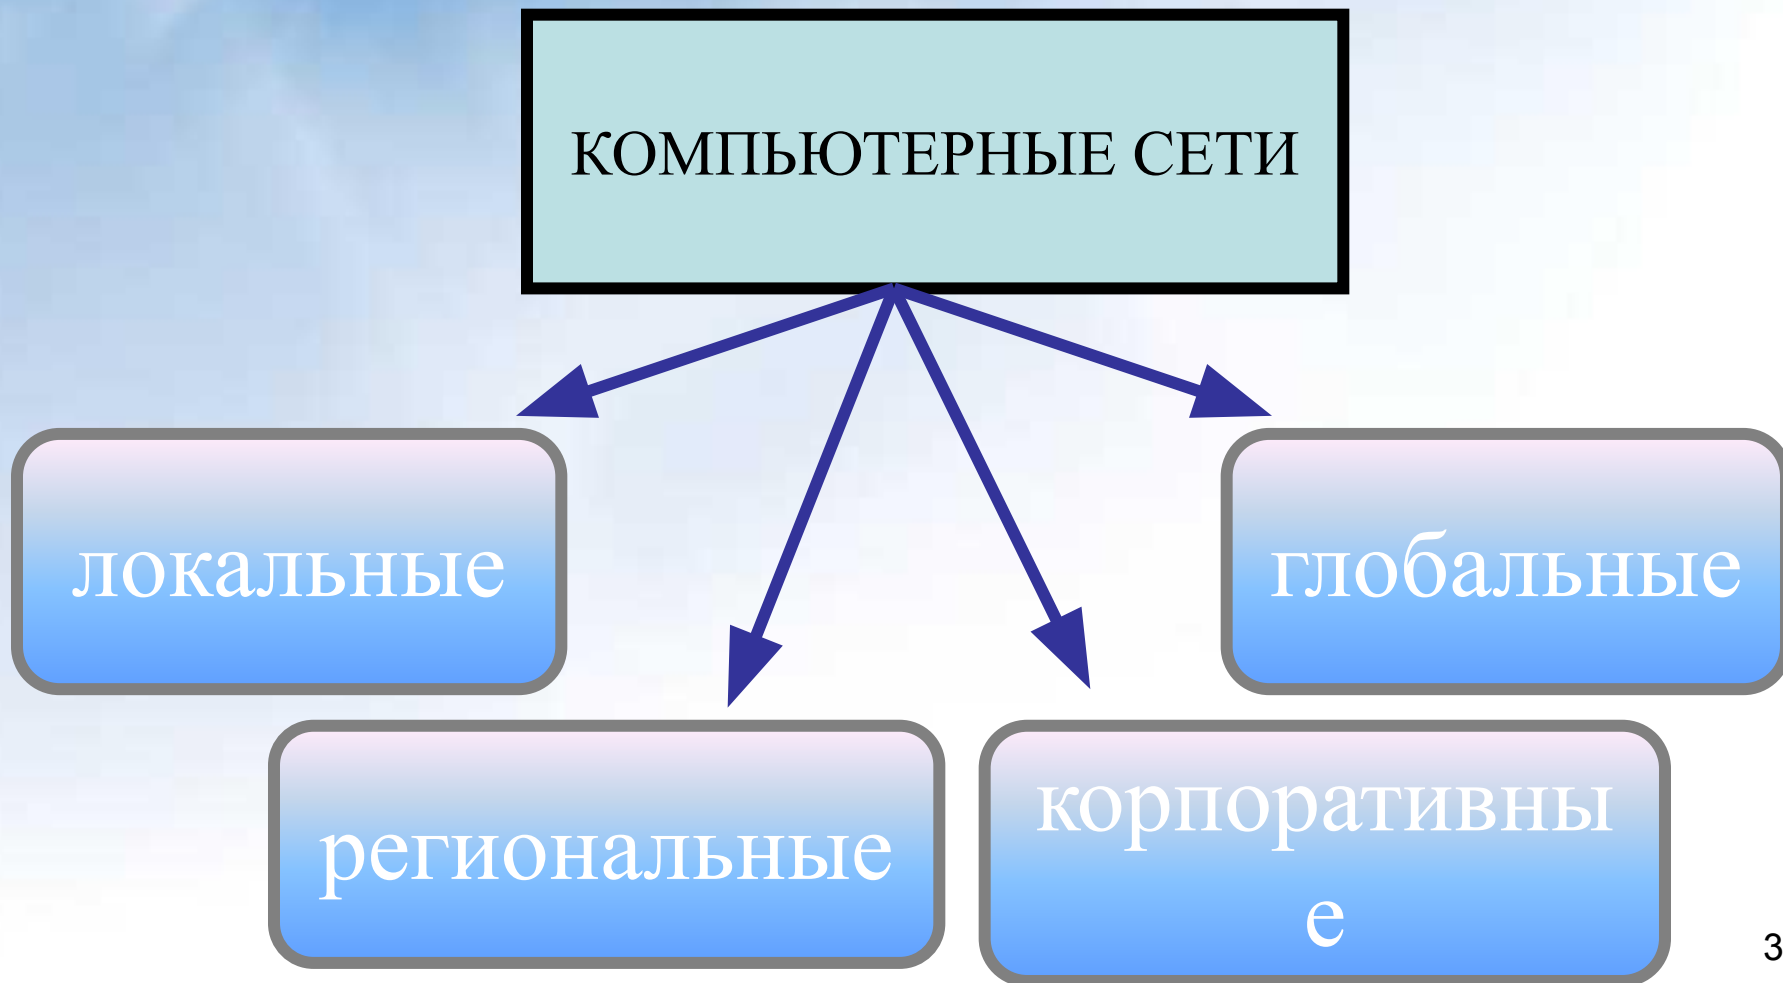 КОМПЬЮТЕРНЫЕ СЕТИ
локальные
глобальные
региональные
корпоративны
е
3